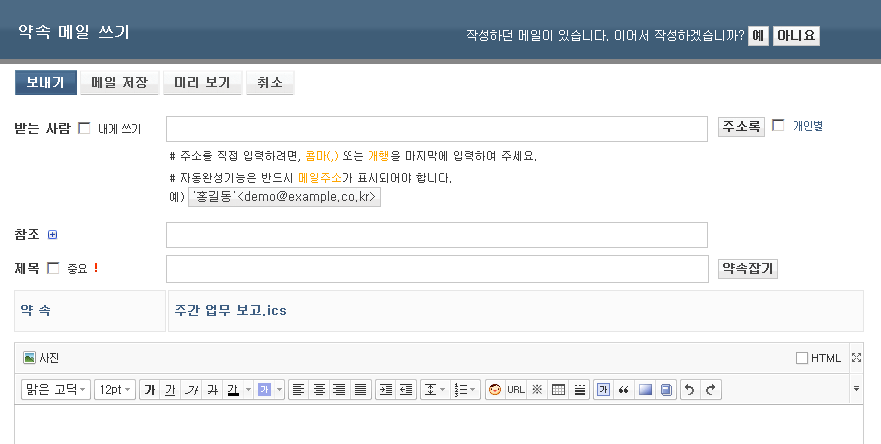 약속 메일 쓰기
작성하던 메일이 있습니다. 이어서 작성하겠습니까? 예 아니요
보내기 메일 저장 미리 보기 취소
받는 사람 내게 쓰기 주소록 개인별
# 주소를 직접 입력하려면, 콤마(,) 또는 개행을 마지막에 입력하여 주세요.
# 자동완성기능은 반드시 메일주소가 표시되어야 합니다.
예) '홍길동'<demo@example.co.kr>
참조
제목 중요 ! 약속잡기
약 속 주간 업무 보고.ics
사진 HTML
맑은 고딕 12pt 가 가 가 가 가 가 URL ※ 가